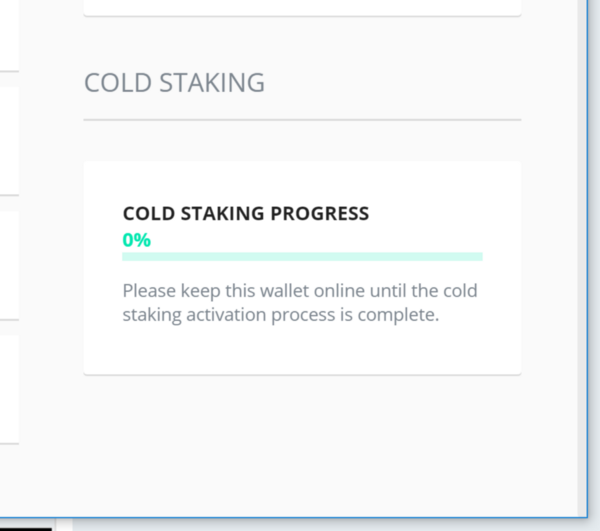 COLD STAKING
COLD STAKING PROGRESS
0%
Please keep this wallet online until the cold
staking activation process is complete.